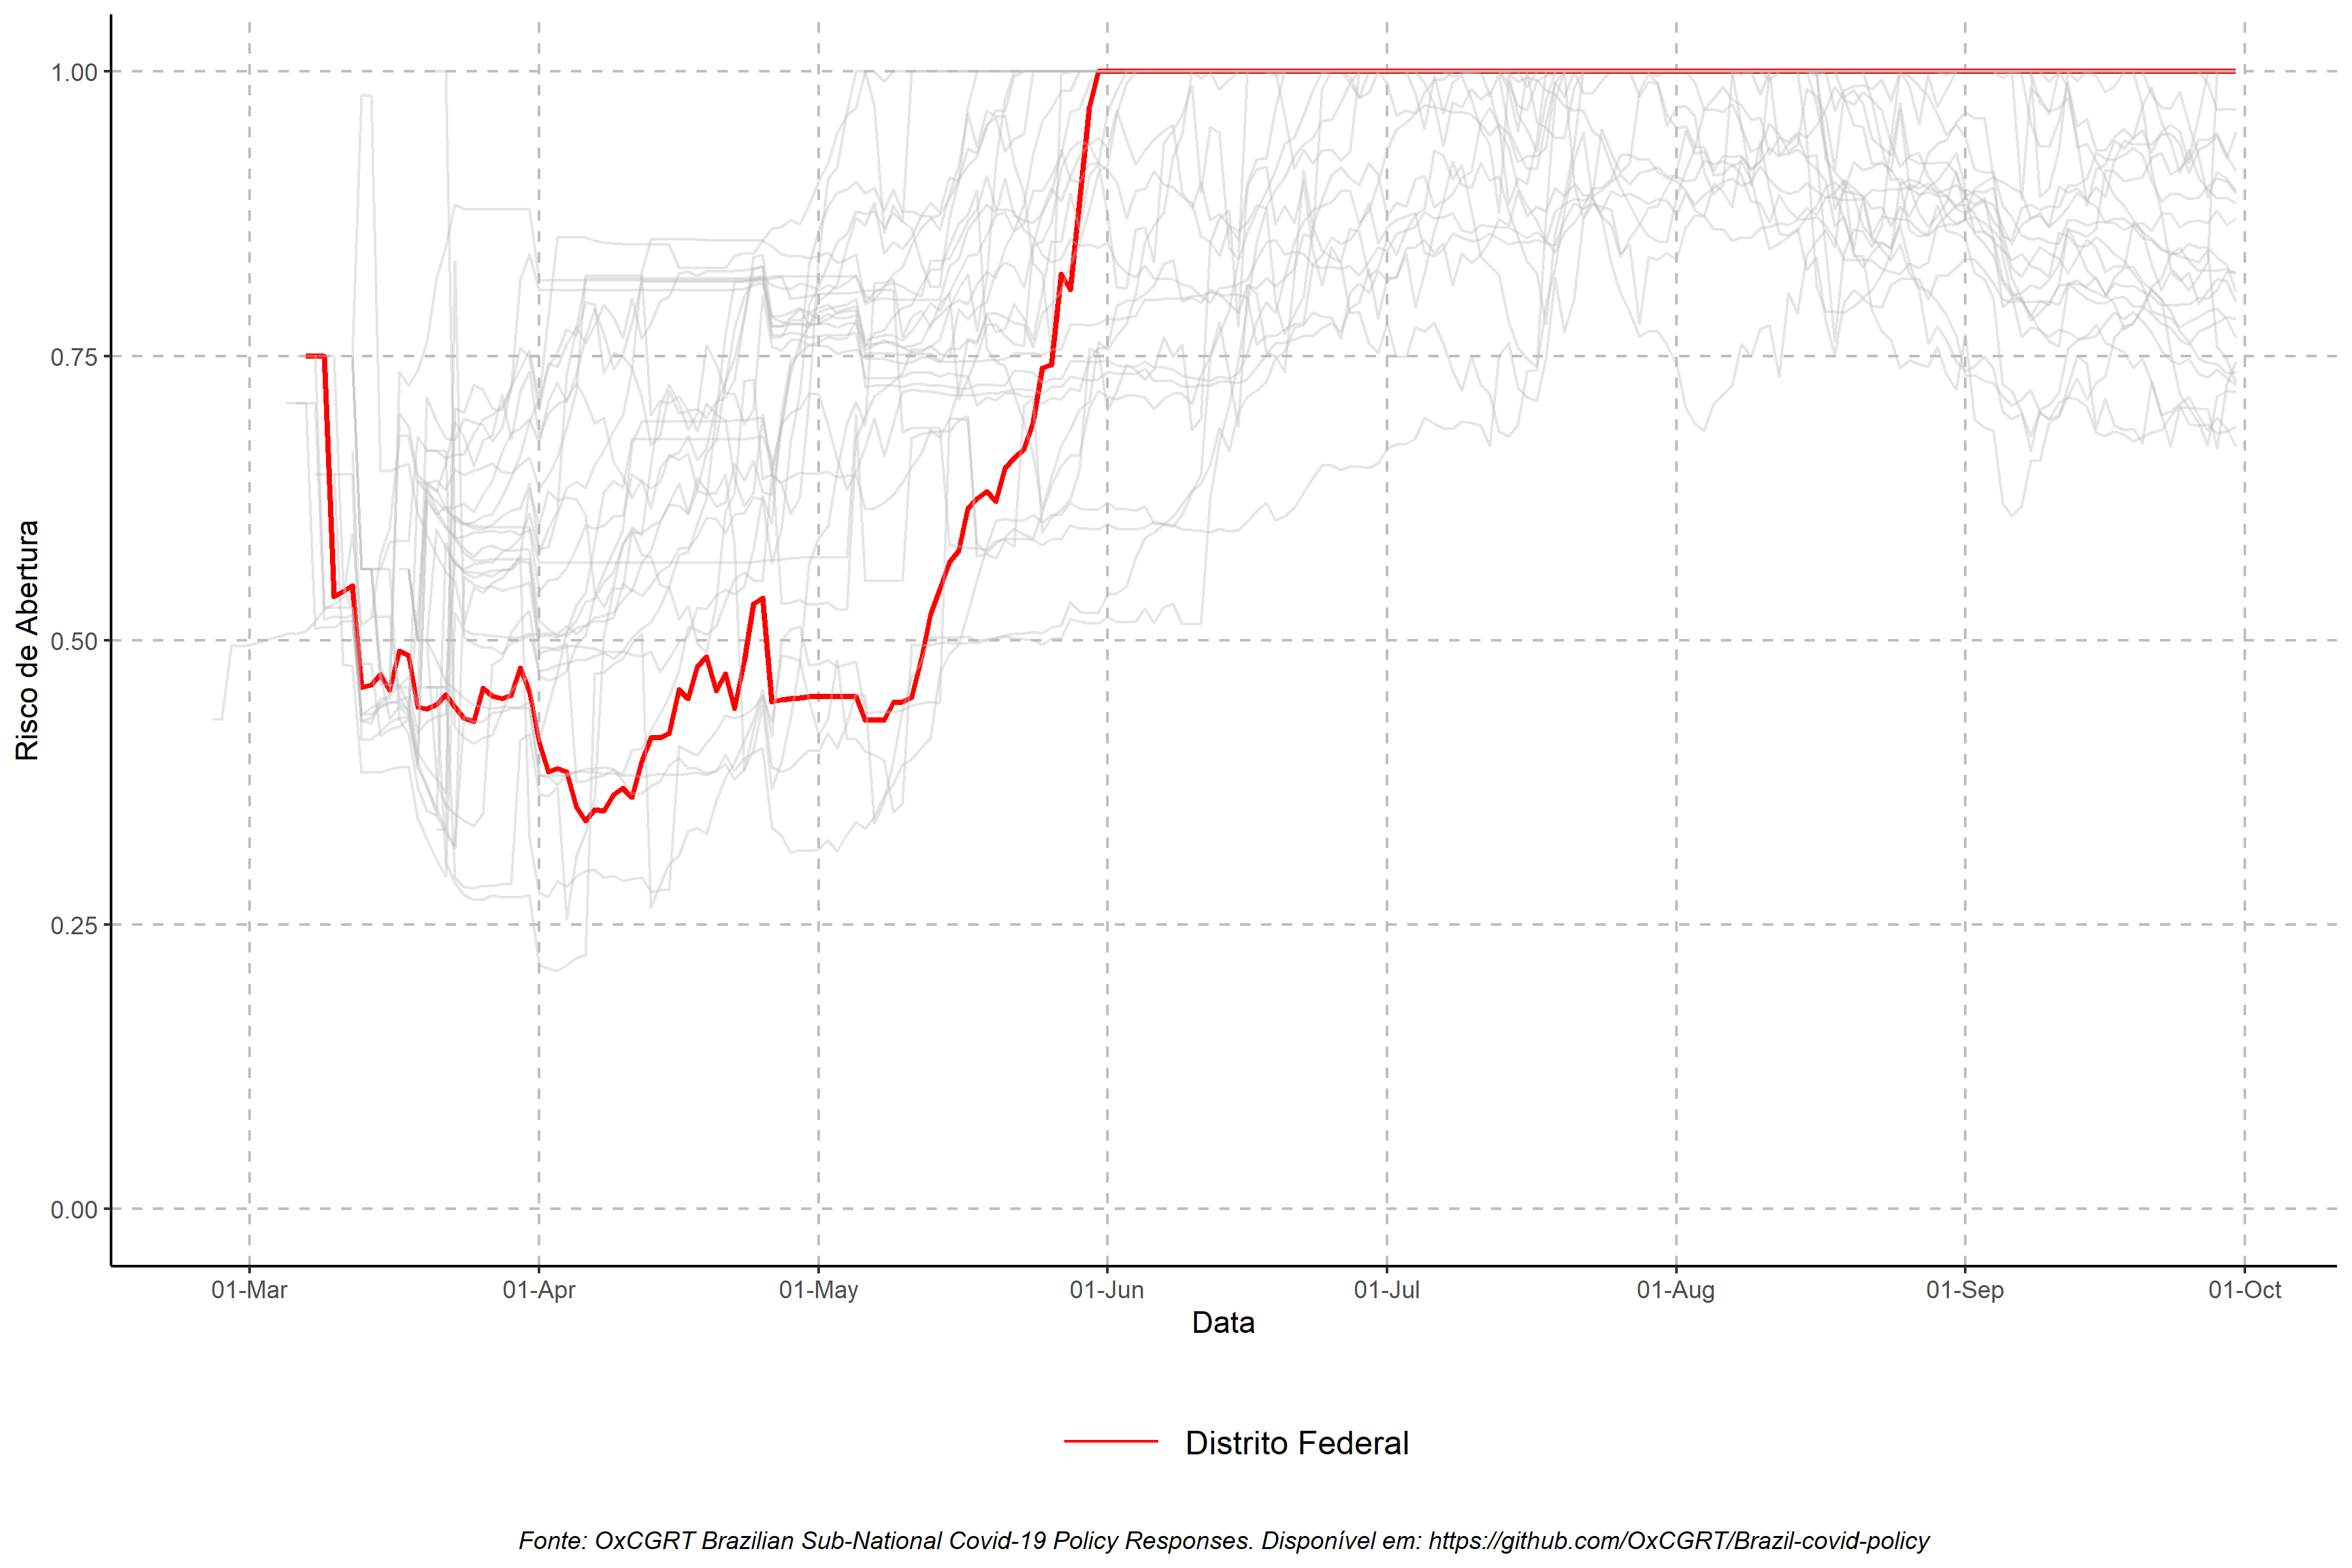 Risco de Abertura
1.00
0.75
0.50
0.25
0.00
01-Mar 01-Apr 01-May 01-Jun 01-Jul 01-Aug 01-Sep 01-Oct
Data
Distrito Federal
Fonte: OxCGRT Brazilian Sub-National Covid-19 Policy Responses. Disponível em: https://github.com/OxCGRT/Brazil-covid-policy